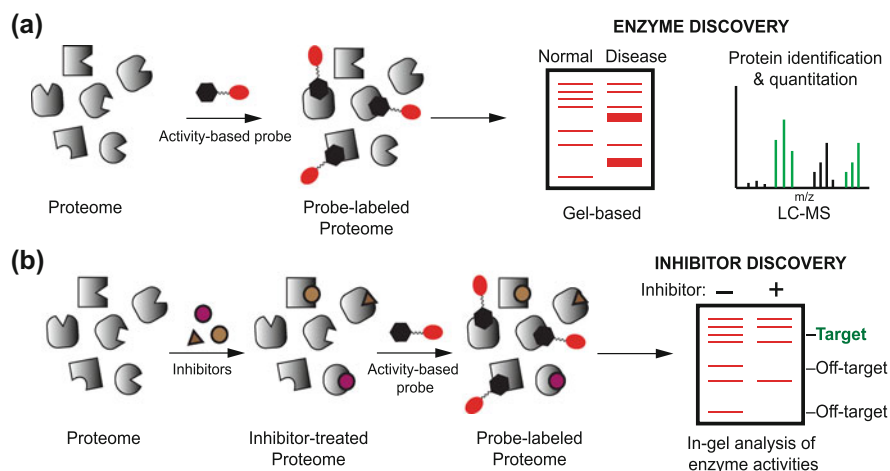 (a)
ENZYME DISCOVERY
Normal Disease
Protein identification
& quantitation
Activity-based probe
m/z
Proteome
Probe-labeled
Proteome
Gel-based
LC-MS
(b)
INHIBITOR DISCOVERY
Inhibitor: − +
Target
Off-target
Off-target
Inhibitors
Activity-based
probe
Proteome
Inhibitor-treated
Proteome
Probe-labeled
Proteome
In-gel analysis of
enzyme activities